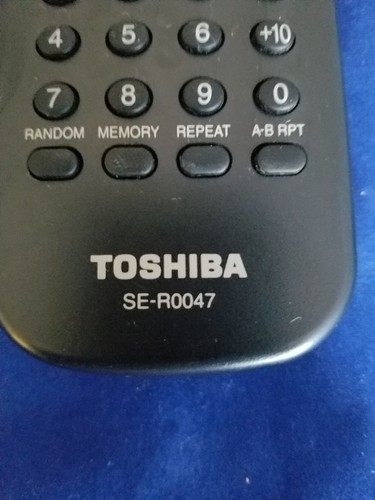 4 5 6 +10
7 8 9 0
RANDOM MEMORY REPEAT A-B RPT
TOSHIBA
SE-R0047